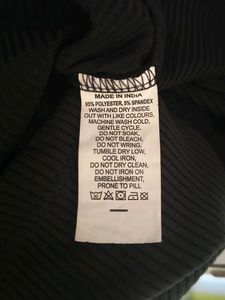 MADE IN INDIA
95% POLYESTER, 5% SPANDEX
WASH AND DRY INSIDE
OUT WITH LIKE COLOURS,
MACHINE WASH COLD,
GENTLE CYCLE,
DO NOT SOAK,
DO NOT BLEACH,
DO NOT WRING,
TUMBLE DRY LOW,
COOL IRON,
DO NOT DRY CLEAN,
DO NOT IRON ON
EMBELLISHMENT,
PRONE TO PILL